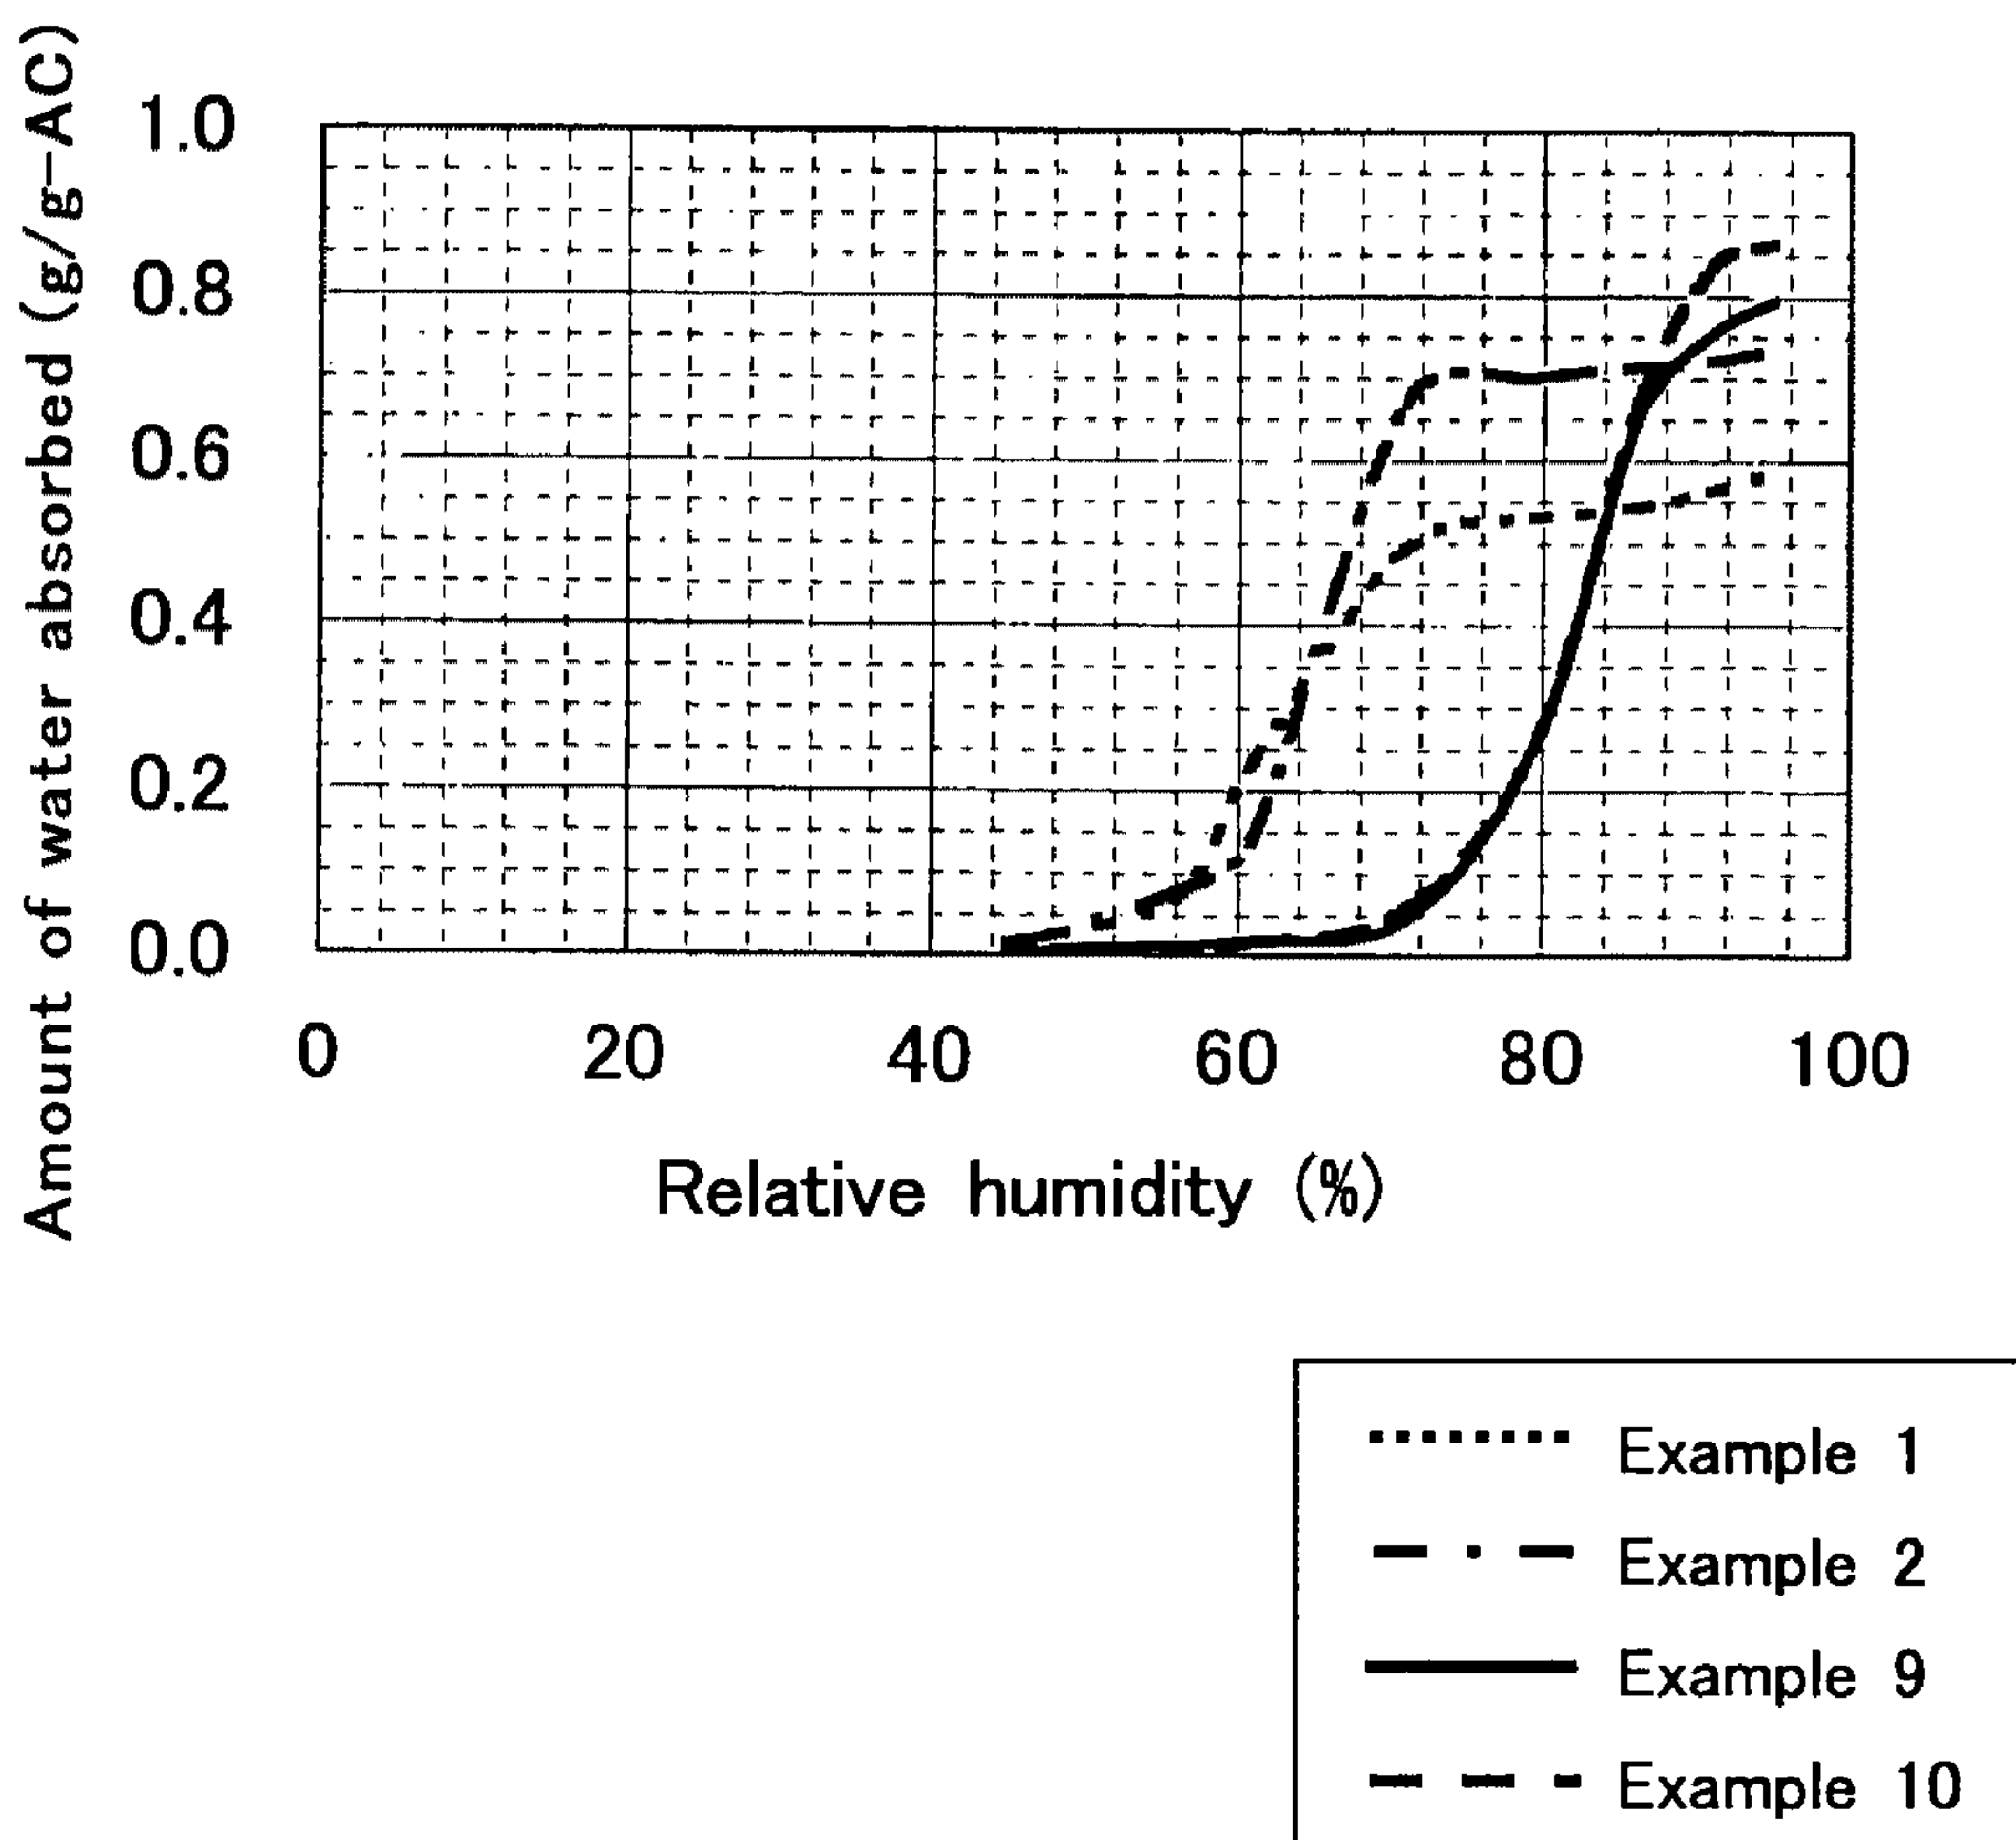 Amount of water absorbed (g/g-AC)
1.0
0.8
0.6
0.4
0.2
0.0
0 20 40 60 80 100
Relative humidity (%)
Example 1
Example 2
Example 9
Example 10